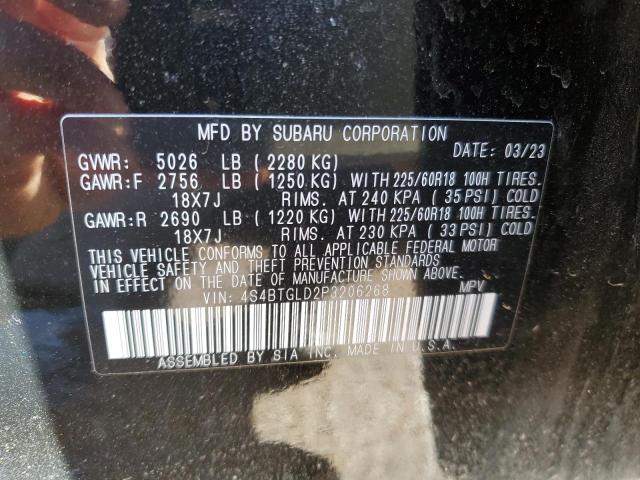 MFD BY SUBARU CORPORATION
DATE: 03/23
GVWR: 5026 LB (2280 KG)
GAWR:F 2756 LB (1250 KG) WITH 225/60R18 100H TIRES.
18X7J RIMS. AT 240 KPA (35 PSI) COLD
GAWR:R 2690 LB (1220 KG) WITH 225/60R18 100H TIRES.
18X7J RIMS. AT 230 KPA (33 PSI) COLD
THIS VEHICLE CONFORMS TO ALL APPLICABLE FEDERAL MOTOR
VEHICLE SAFETY AND THEFT PREVENTION STANDARDS
IN EFFECT ON THE DATE OF MANUFACTURE SHOWN ABOVE.
VIN: 4S4BTGLD2P3206268 MPV
ASSEMBLED BY SIA INC. MADE IN U.S.A.